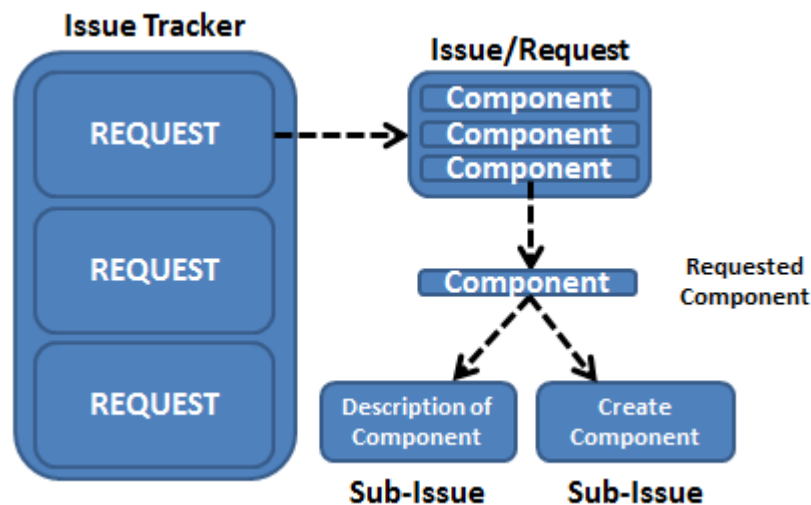 Issue Tracker
REQUEST
REQUEST
REQUEST
Issue/Request
Component
Component
Component
Component
Requested
Component
Description of
Component
Create
Component
Sub-Issue
Sub-Issue